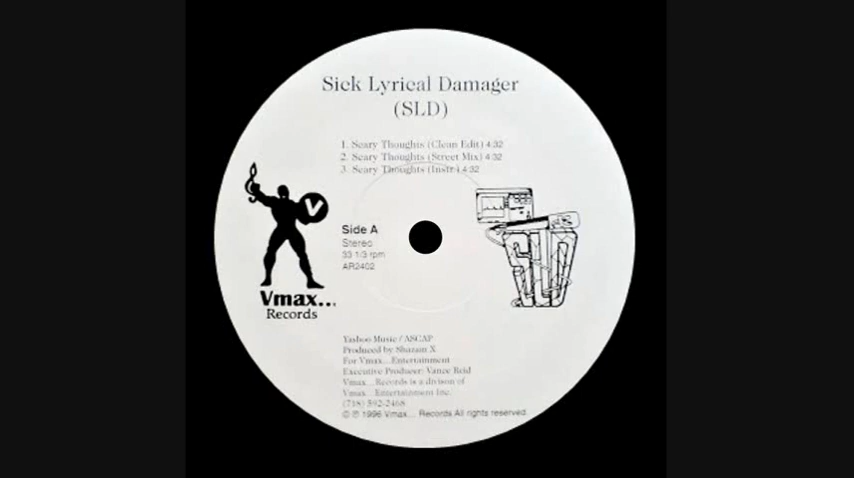 Sick Lyrical Damager
(SLD)
1. Scary Thoughts (Clean Edit) 4:32
2. Scary Thoughts (Street Mix) 4:32
3. Scary Thoughts (Instr.) 4:32
V
Side A
Stereo
33 1/3 rpm
AR2402
Vmax...
Records
Music / ASCAP
Produced by Shazam X
For Vmax...Entertainment
Executive Producer: Vance Reid
Vmax...Records is a divison of
Vmax...Entertainment Inc.
(718) 592-2468
© ℗ 1996 Vmax.... Records All rights reserved.